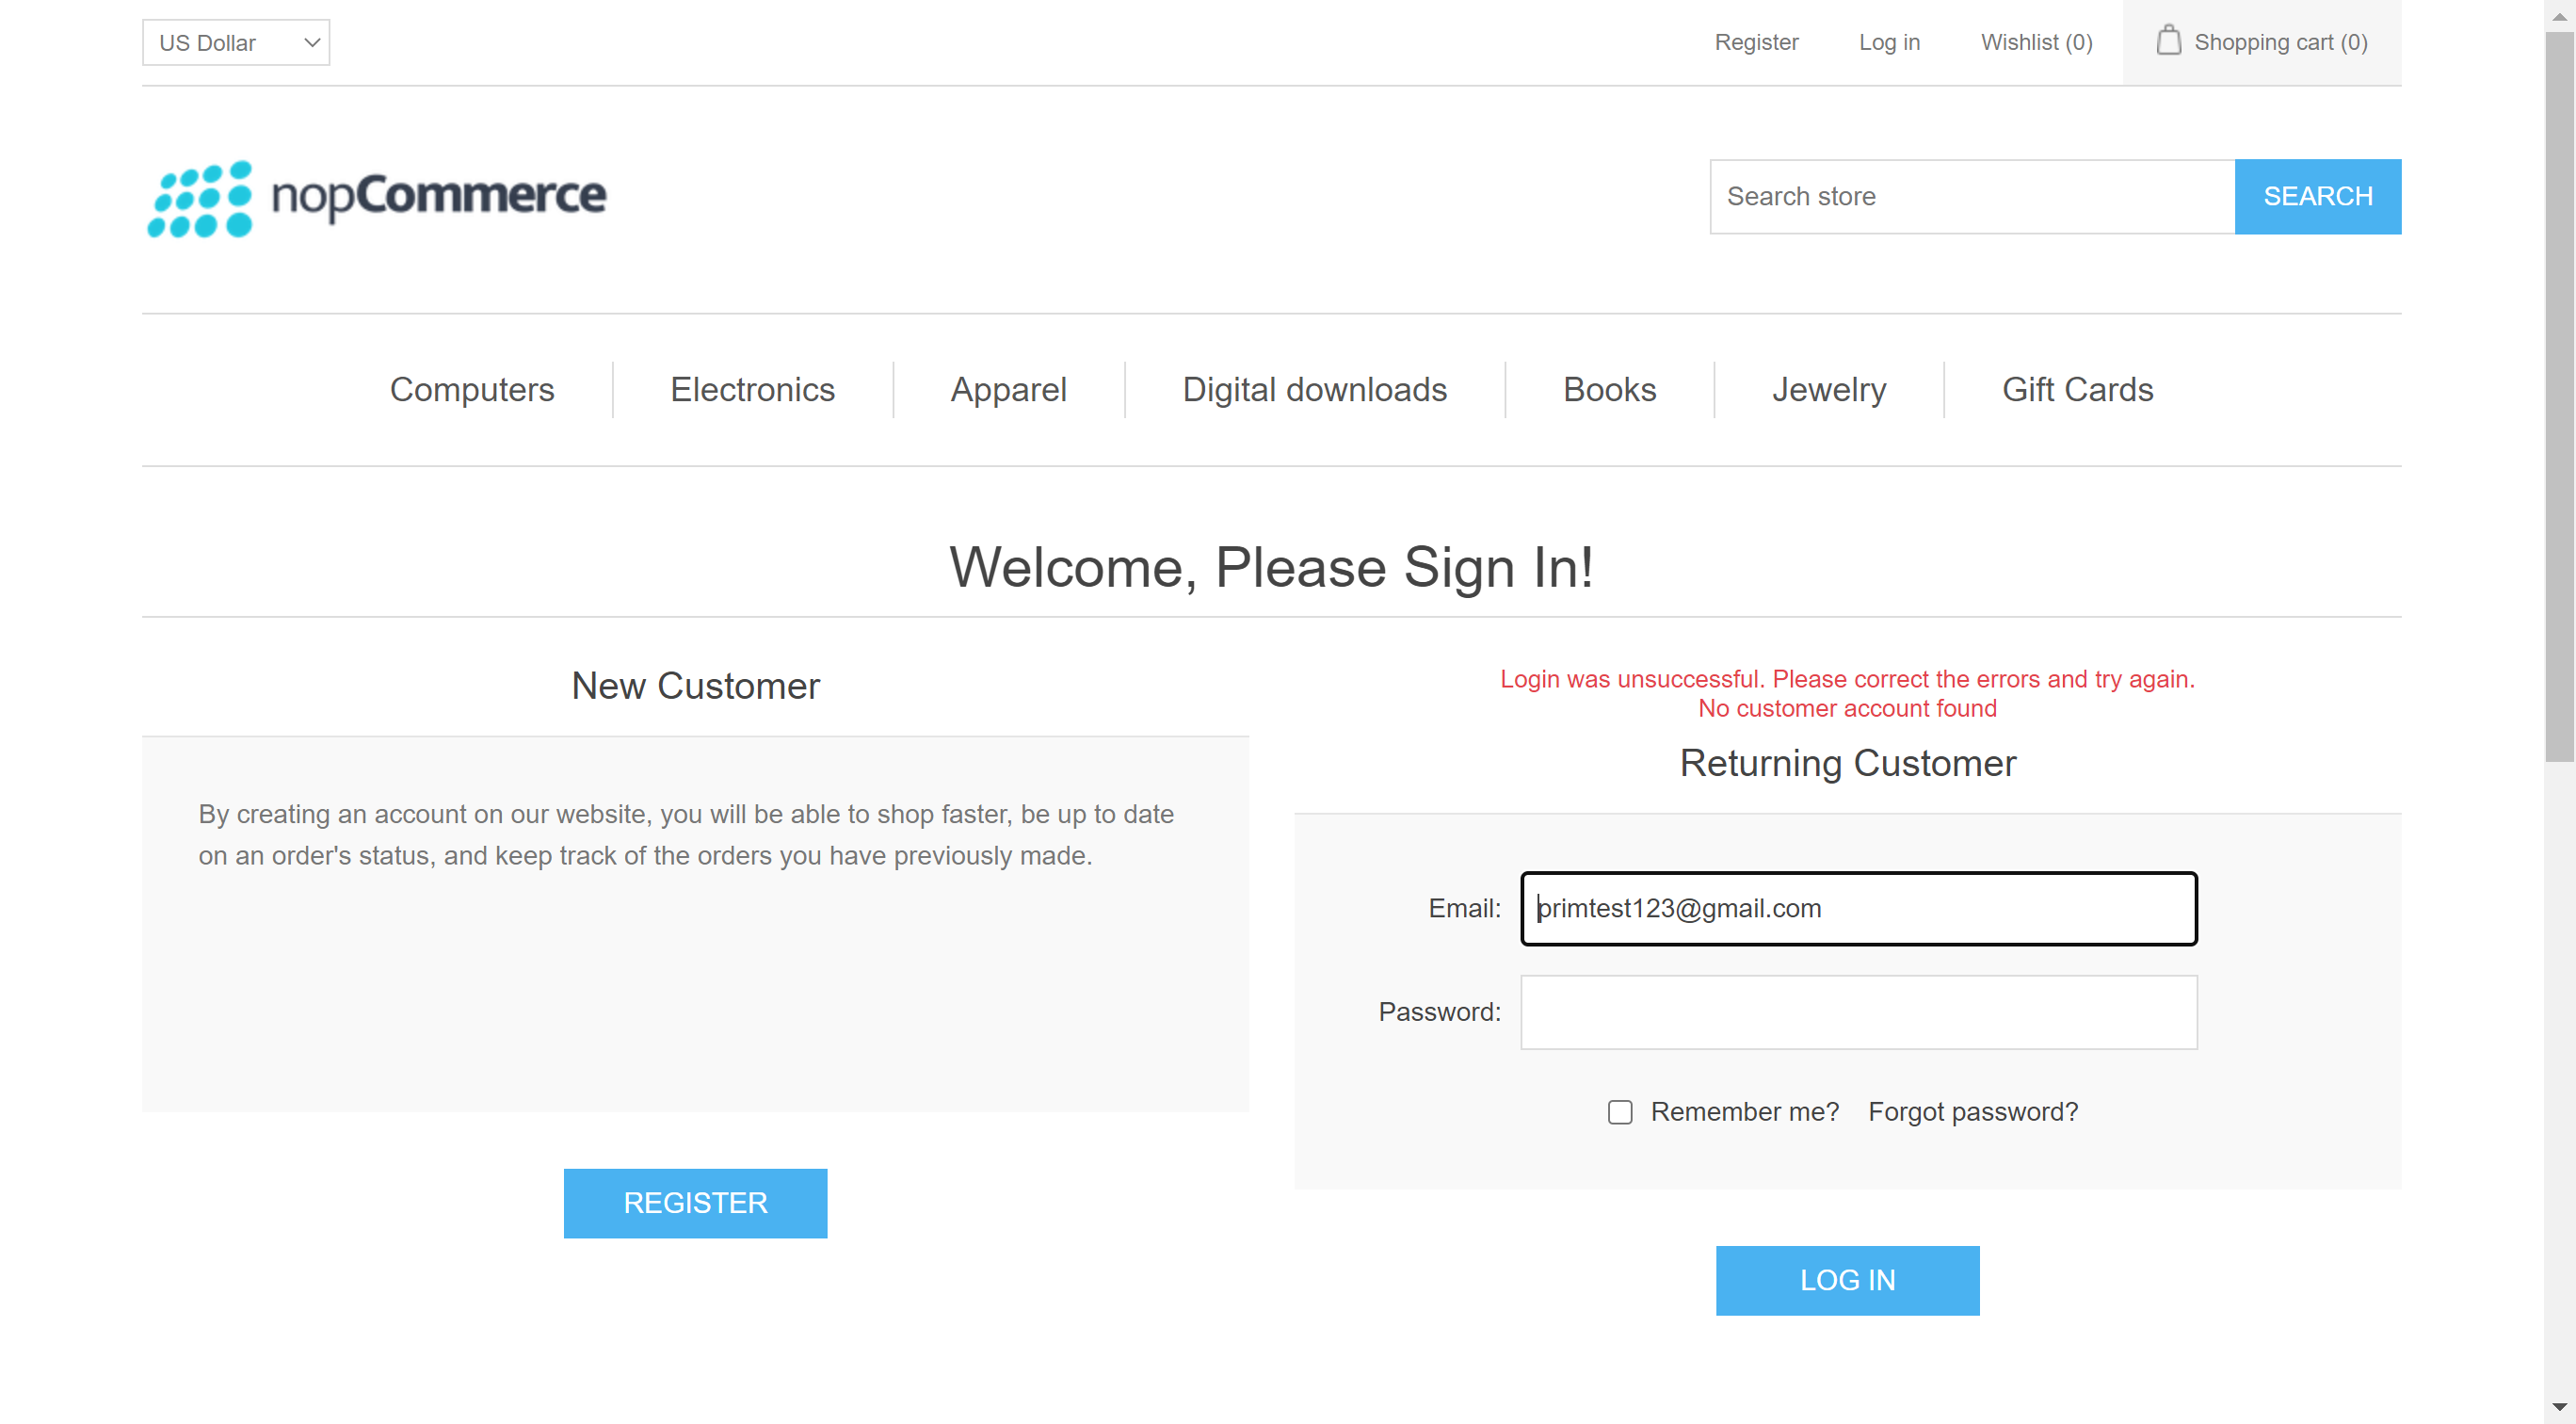 US Dollar
Register
Log in
Wishlist (0)
Shopping cart (0)
nopCommerce
Search store
SEARCH
Computers
Electronics
Apparel
Digital downloads
Books
Jewelry
Gift Cards
Welcome, Please Sign In!
New Customer
By creating an account on our website, you will be able to shop faster, be up to date
on an order's status, and keep track of the orders you have previously made.
REGISTER
Login was unsuccessful. Please correct the errors and try again.
No customer account found
Returning Customer
Email:
primtest123@gmail.com
Password:
Remember me?
Forgot password?
LOG IN